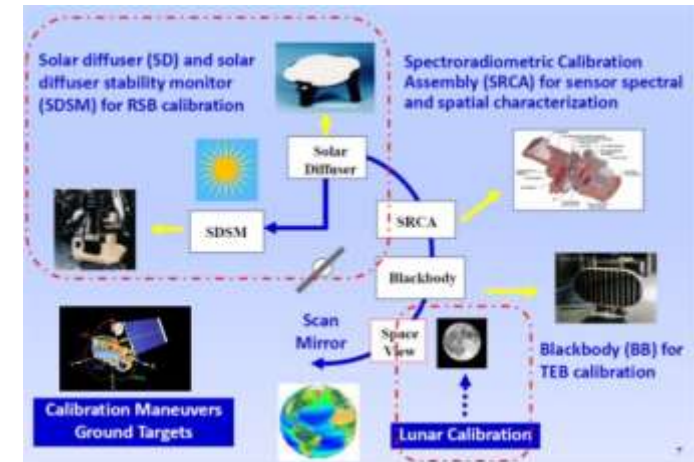 Solar diffuser (SD) and solar
diffuser stability monitor
(SDSM) for RSB calibration
Spectroradiometric Calibration
Assembly (SRCA) for sensor spectral
and spatial characterization
Solar
Diffuser
SDSM
SRCA
Blackbody
Scan
Mirror
Space
View
Blackbody (BB) for
TEB calibration
Calibration Maneuvers
Ground Targets
Lunar Calibration